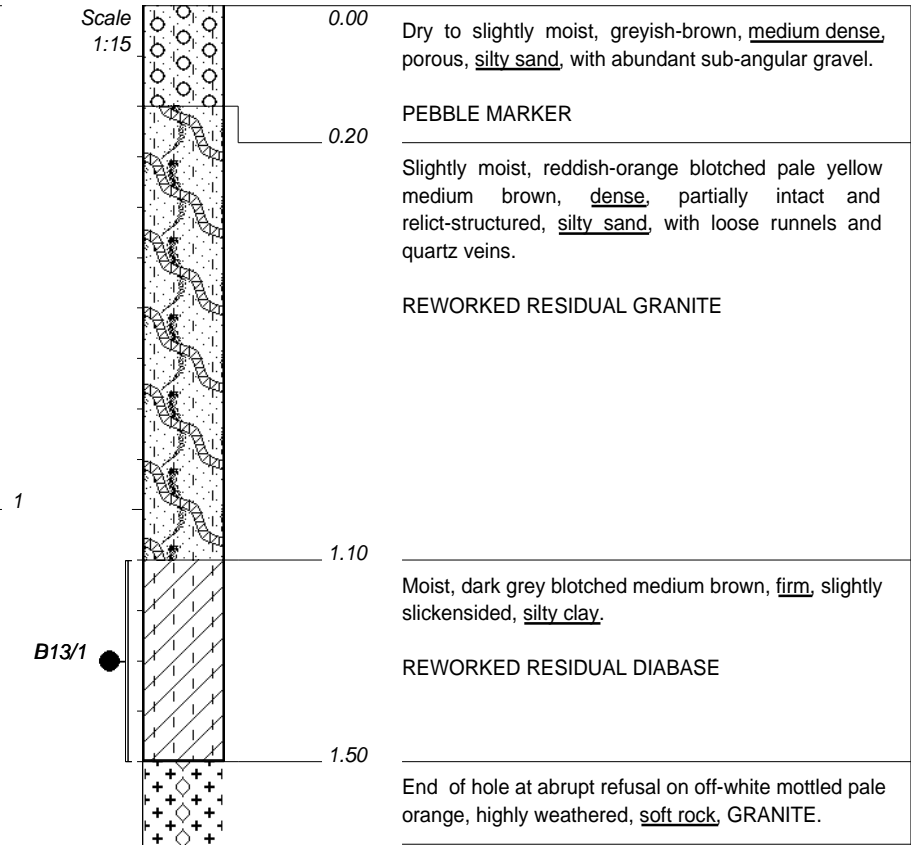 Scale
1:15
0.00
Dry to slightly moist, greyish-brown, medium dense,
porous, silty sand, with abundant sub-angular gravel.
PEBBLE MARKER
0.20
Slightly moist, reddish-orange blotched pale yellow
medium brown, dense, partially intact and
relict-structured, silty sand, with loose runnels and
quartz veins.
REWORKED RESIDUAL GRANITE
1
1.10
Moist, dark grey blotched medium brown, firm, slightly
slickensided, silty clay.
B13/1
REWORKED RESIDUAL DIABASE
1.50
End of hole at abrupt refusal on off-white mottled pale
orange, highly weathered, soft rock, GRANITE.